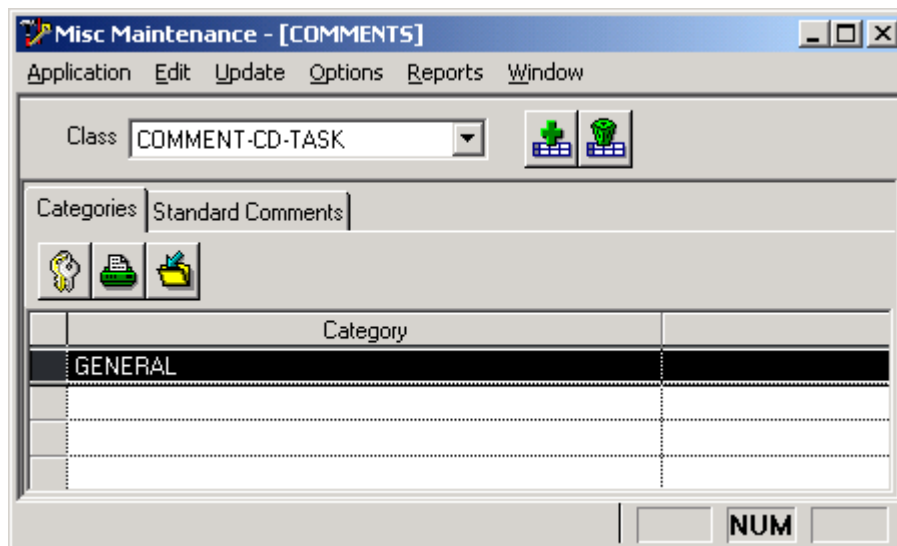 Misc Maintenance - [COMMENTS]
Application Edit Update Options Reports Window
Class COMMENT-CD-TASK
Categories Standard Comments
Category
GENERAL
NUM